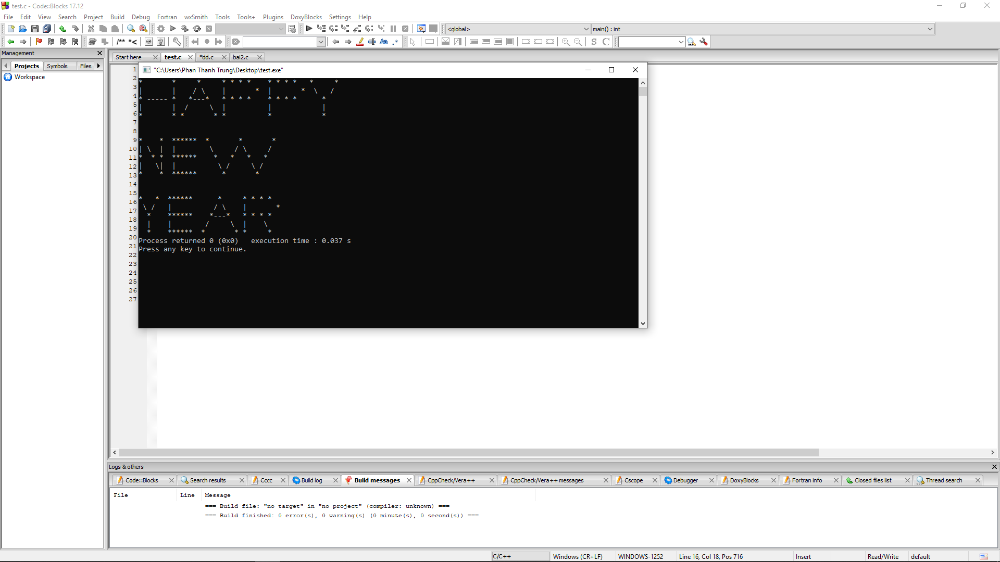 test.c - Code::Blocks 17.12
File Edit View Search Project Build Debug Fortran wxSmith Tools Tools+ Plugins DoxyBlocks Settings Help
<global> main() : int
/** *<
Management
Projects Symbols Files
Workspace
Start here test.c *dd.c bai2.c
"C:\Users\Phan Thanh Trung\Desktop\test.exe"
1
2
3
4
5
6
7
8
9
10
11
12
13
14
15
16
17
18
19
20
21
22
23
24
25
26
27
HAPPY
NEW
YEAR
Process returned 0 (0x0)   execution time : 0.037 s
Press any key to continue.
Logs & others
Code::Blocks Search results Cccc Build log Build messages CppCheck/Vera++ CppCheck/Vera++ messages Cscope Debugger DoxyBlocks Fortran info Closed files list Thread search
File Line Message
=== Build file: "no target" in "no project" (compiler: unknown) ===
=== Build finished: 0 error(s), 0 warning(s) (0 minute(s), 0 second(s)) ===
C/C++ Windows (CR+LF) WINDOWS-1252 Line 16, Col 18, Pos 716 Insert Read/Write default